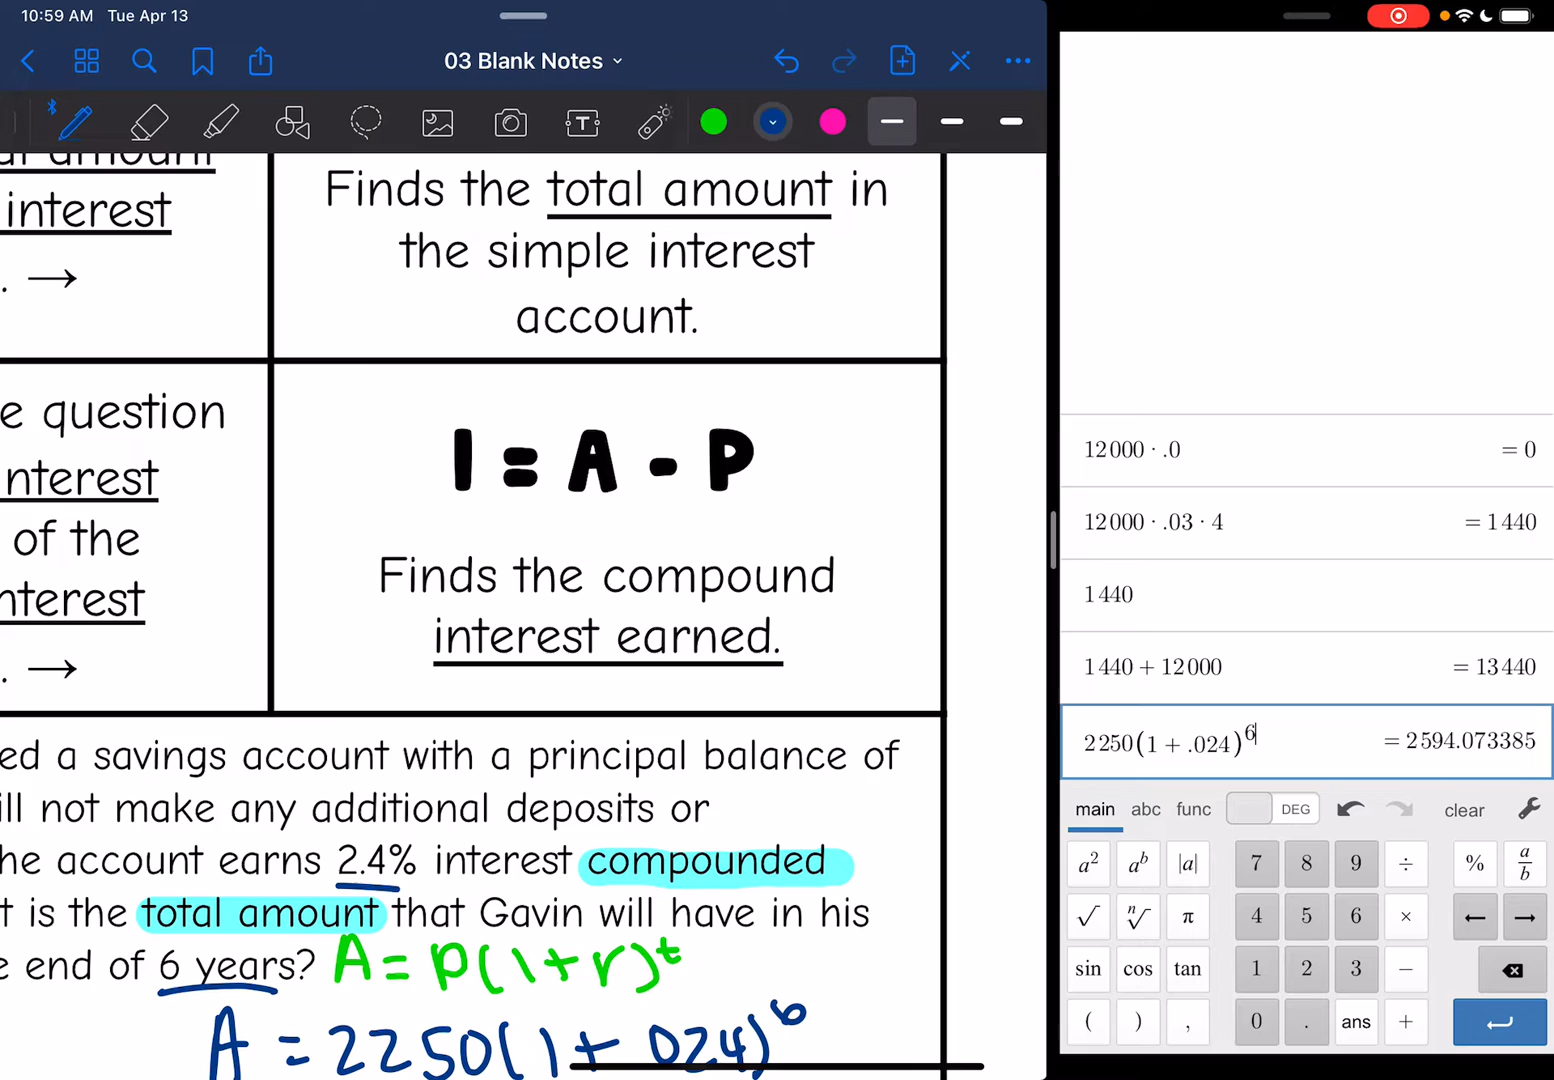 10:59 AM Tue Apr 13
03 Blank Notes
T
al amount
interest
. →
Finds the total amount in
the simple interest
account.
e question
nterest
of the
nterest
. →
I = A - P
Finds the compound
interest earned.
ed a savings account with a principal balance of
ill not make any additional deposits or
he account earns 2.4% interest compounded
t is the total amount that Gavin will have in his
e end of 6 years? A = P(1+r)^t
A = 2250(1+ 024)^6
12000 · .0 = 0
12000 · .03 · 4 = 1440
1440
1440 + 12000 = 13440
2250(1 + .024)^6 = 2594.073385
main abc func DEG clear
a² aᵇ |a| 7 8 9 ÷ % a/b
√ ⁿ√ π 4 5 6 × ← →
sin cos tan 1 2 3 −
( ) , 0 . ans +